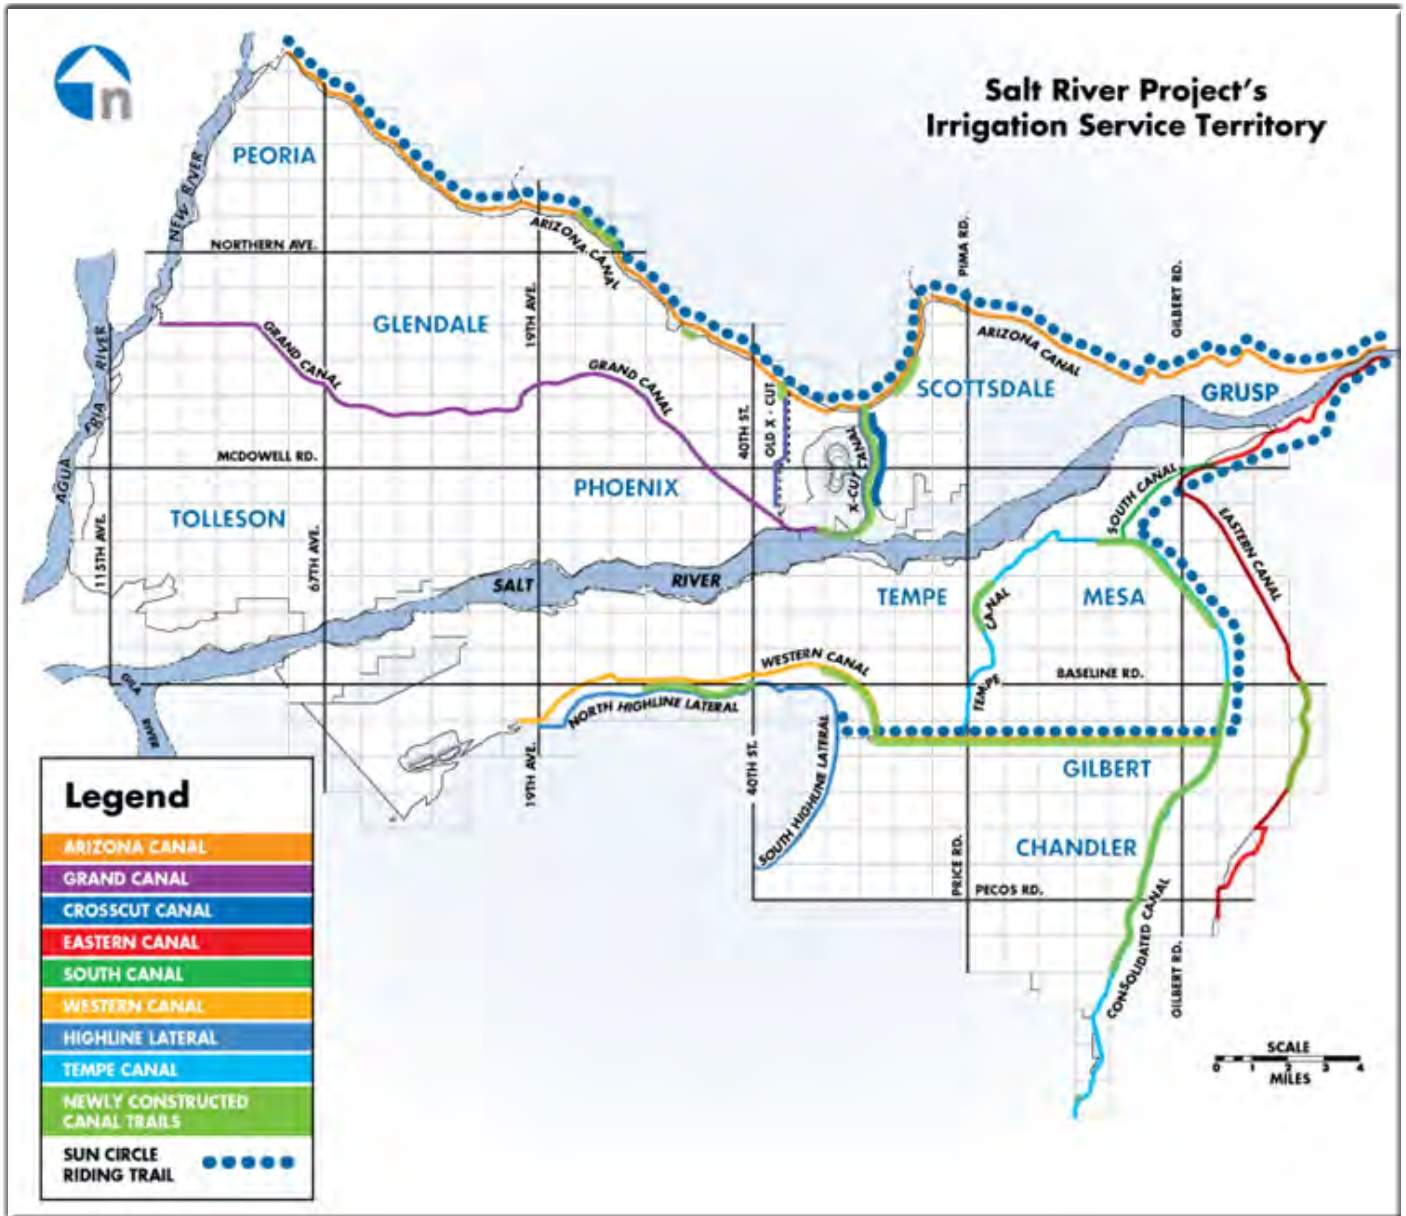 n
Salt River Project's
Irrigation Service Territory
PEORIA
NEW RIVER
NORTHERN AVE.
ARIZONA CANAL
PIMA RD.
GILBERT RD.
GLENDALE
19TH AVE.
GRAND CANAL
GRAND CANAL
ARIZONA CANAL
SCOTTSDALE
GRUSP
AGUA
FRIA
RIVER
40TH ST.
OLD X - CUT
X-CUT CANAL
MCDOWELL RD.
PHOENIX
TOLLESON
115TH AVE.
67TH AVE.
SOUTH CANAL
EASTERN CANAL
SALT
RIVER
TEMPE
CANAL
MESA
WESTERN CANAL
BASELINE RD.
TEMPE
GILA
RIVER
NORTH HIGHLINE LATERAL
19TH AVE.
40TH ST.
SOUTH HIGHLINE LATERAL
GILBERT
CHANDLER
PRICE RD.
PECOS RD.
CONSOLIDATED CANAL
GILBERT RD.
Legend
ARIZONA CANAL
GRAND CANAL
CROSSCUT CANAL
EASTERN CANAL
SOUTH CANAL
WESTERN CANAL
HIGHLINE LATERAL
TEMPE CANAL
NEWLY CONSTRUCTED
CANAL TRAILS
SUN CIRCLE
RIDING TRAIL
SCALE
0 1 2 3 4
MILES